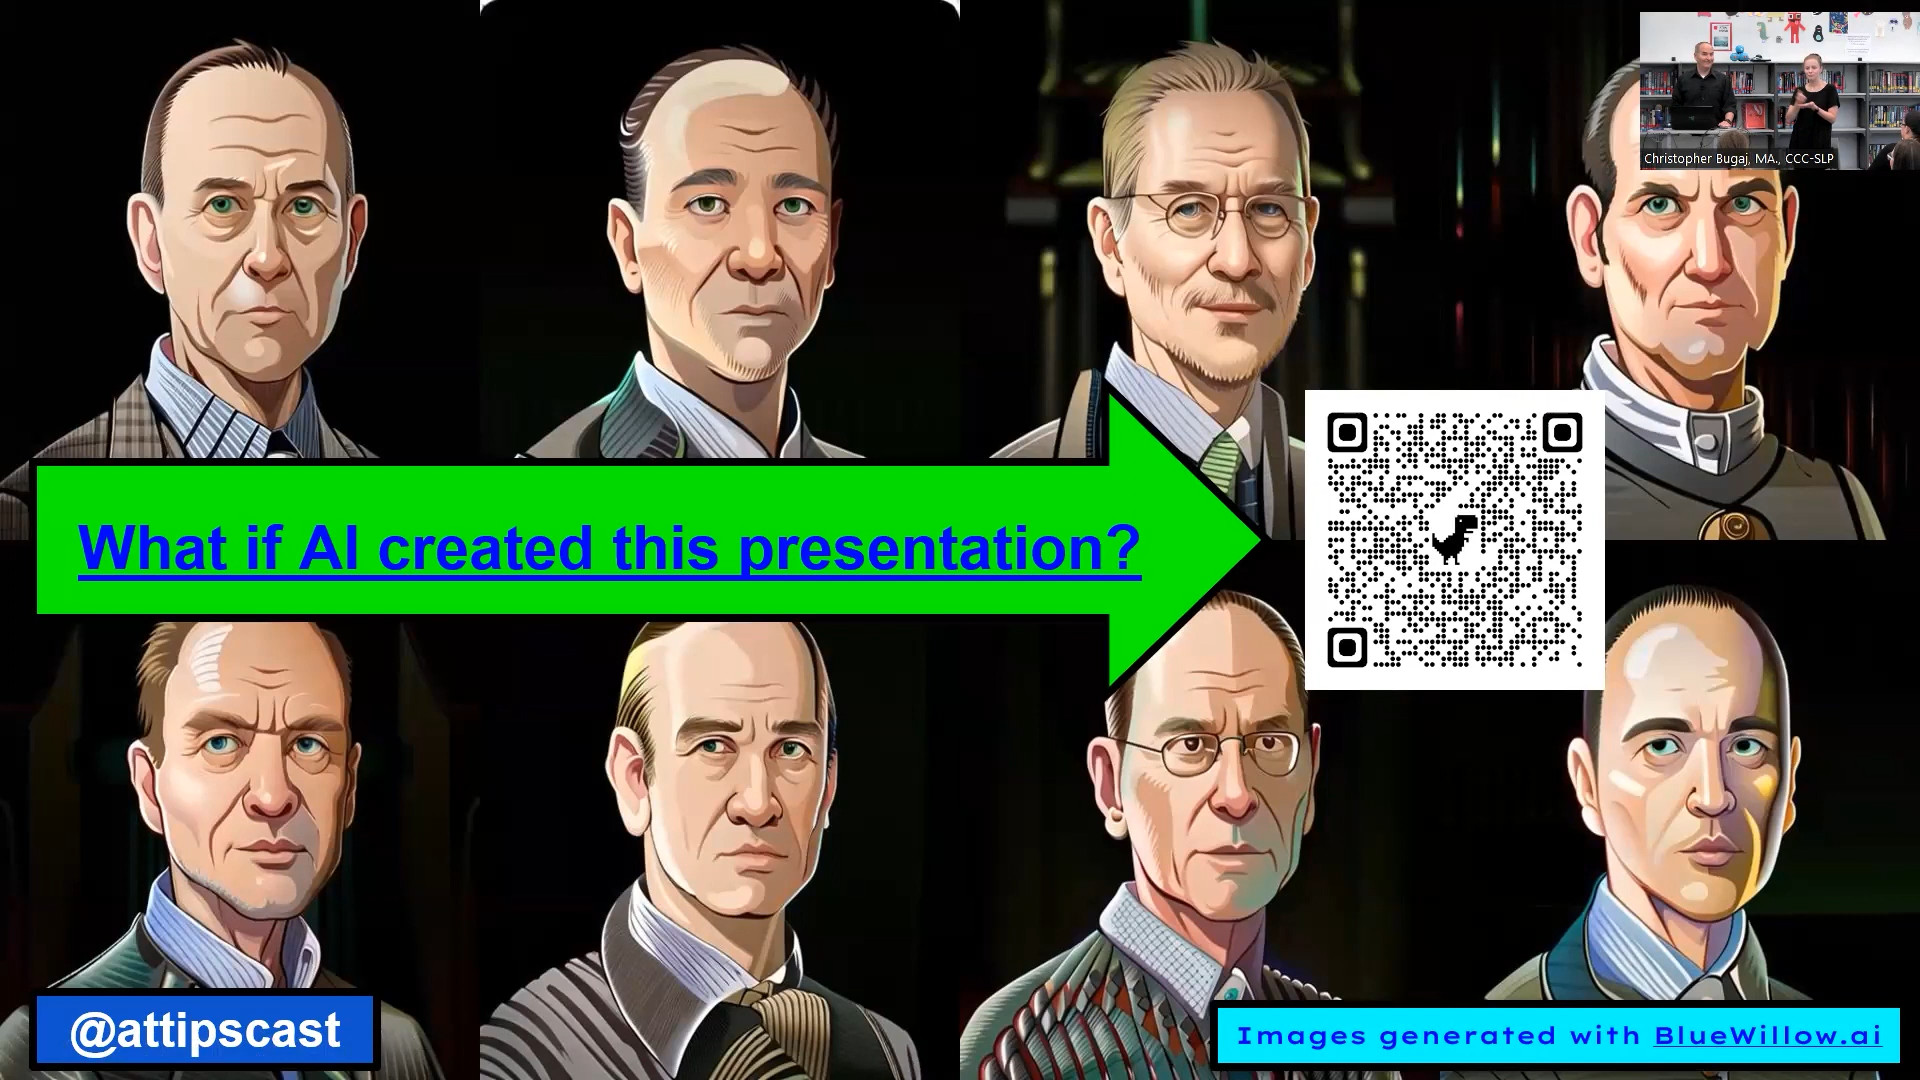 Christopher Bugaj, MA., CCC-SLP
What if AI created this presentation?
@attipscast
Images generated with BlueWillow.ai